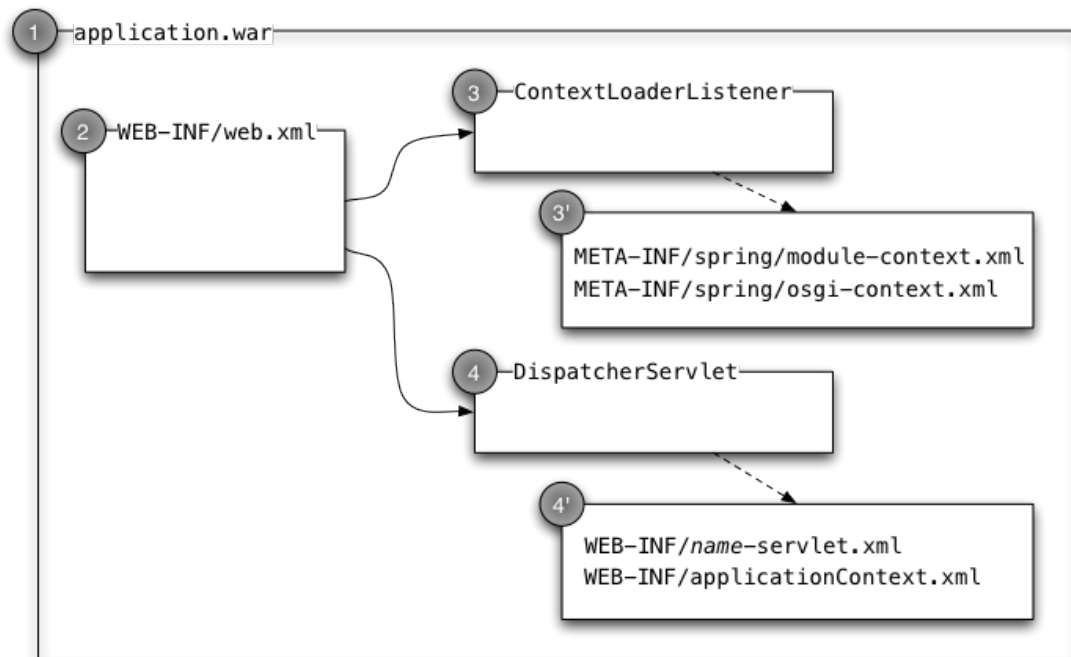 1 application.war
3 ContextLoaderListener
2 WEB-INF/web.xml
3'
META-INF/spring/module-context.xml
META-INF/spring/osgi-context.xml
4 DispatcherServlet
4'
WEB-INF/name-servlet.xml
WEB-INF/applicationContext.xml